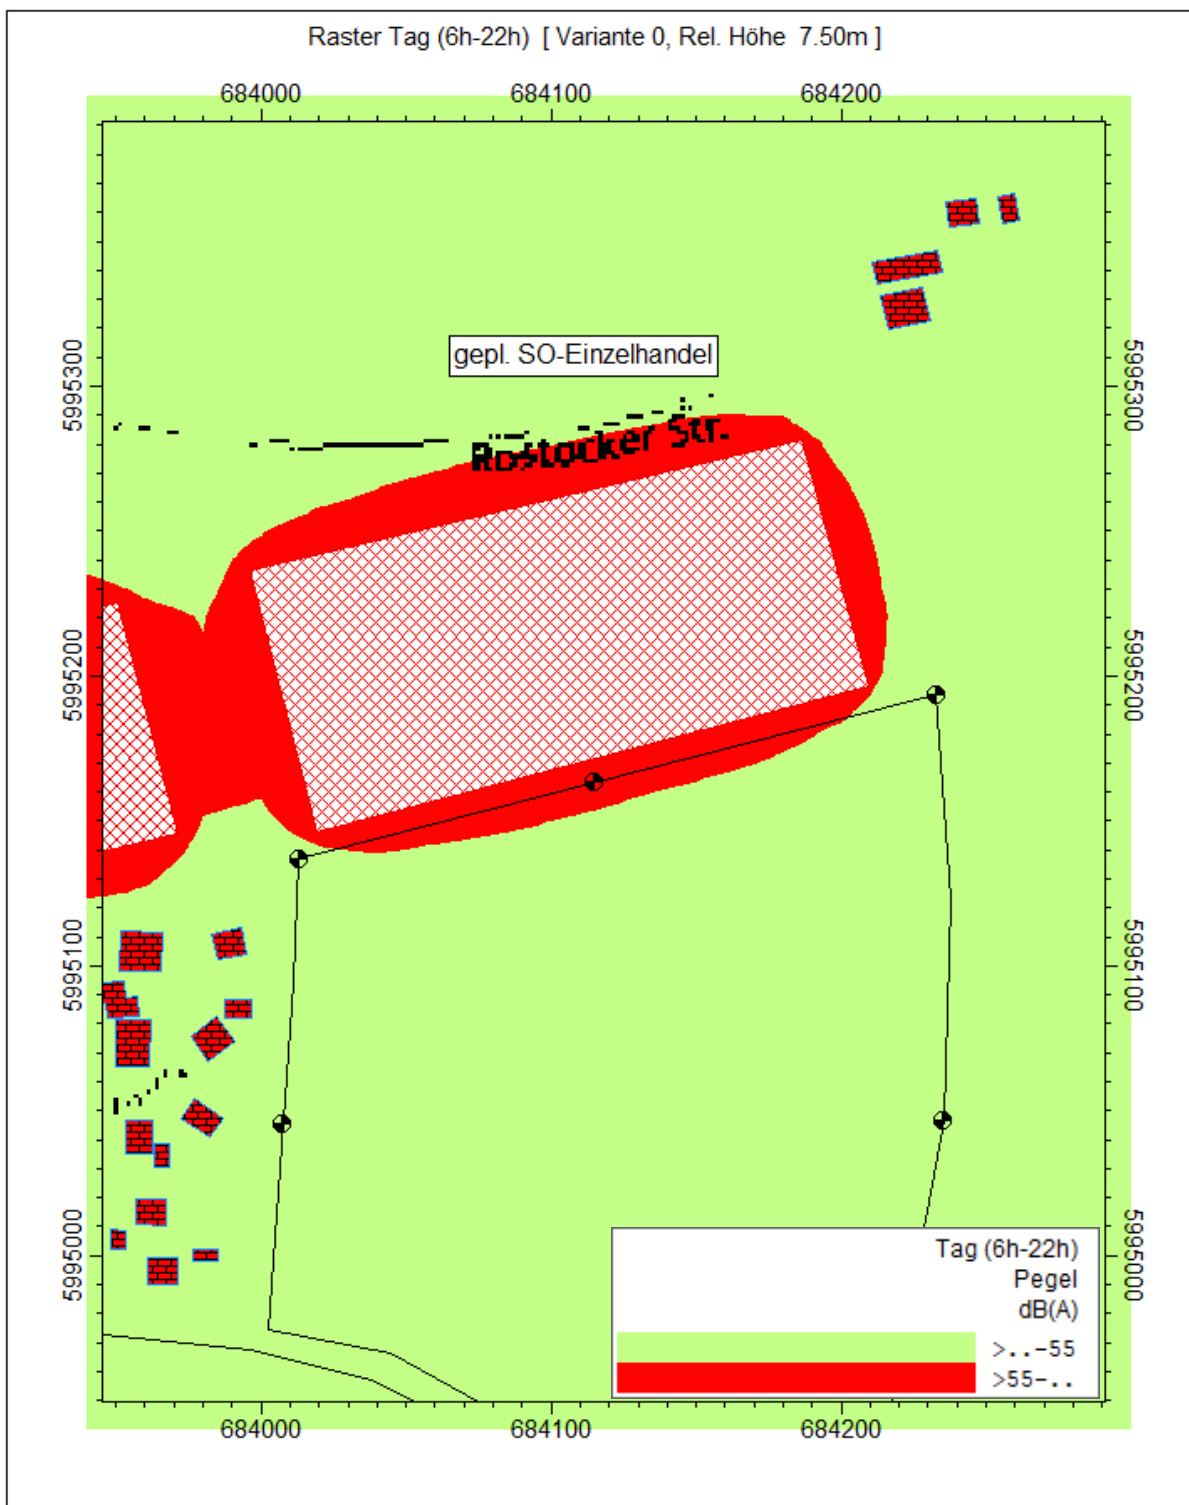 Raster Tag (6h-22h) [ Variante 0, Rel. Höhe 7.50m ]
684000 684100 684200
gepl. SO-Einzelhandel
5995300 5995300
Rostocker Str.
5995200 5995200
5995100 5995100
5995000 5995000
Tag (6h-22h)
Pegel
dB(A)
>..-55
>55-..
684000 684100 684200